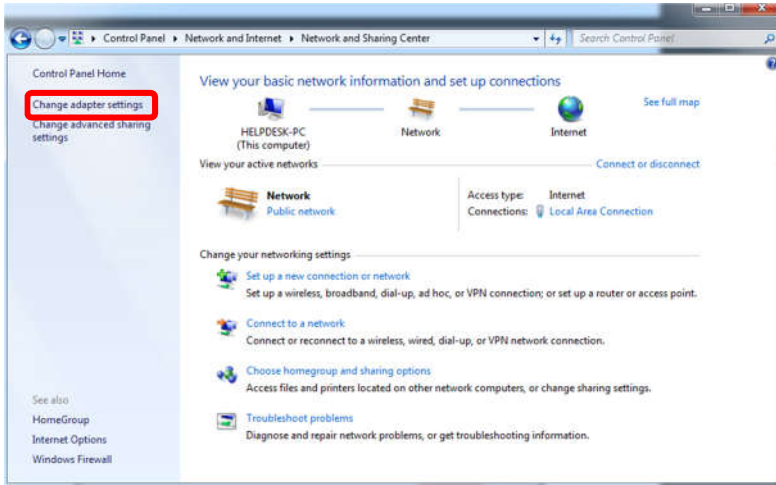 Control Panel ▸ Network and Internet ▸ Network and Sharing Center
Search Control Panel
Control Panel Home
Change adapter settings
Change advanced sharing
settings
See also
HomeGroup
Internet Options
Windows Firewall
View your basic network information and set up connections
See full map
HELPDESK-PC
(This computer)
Network
Internet
View your active networks
Connect or disconnect
Network
Public network
Access type: Internet
Connections: Local Area Connection
Change your networking settings
Set up a new connection or network
Set up a wireless, broadband, dial-up, ad hoc, or VPN connection; or set up a router or access point.
Connect to a network
Connect or reconnect to a wireless, wired, dial-up, or VPN network connection.
Choose homegroup and sharing options
Access files and printers located on other network computers, or change sharing settings.
Troubleshoot problems
Diagnose and repair network problems, or get troubleshooting information.